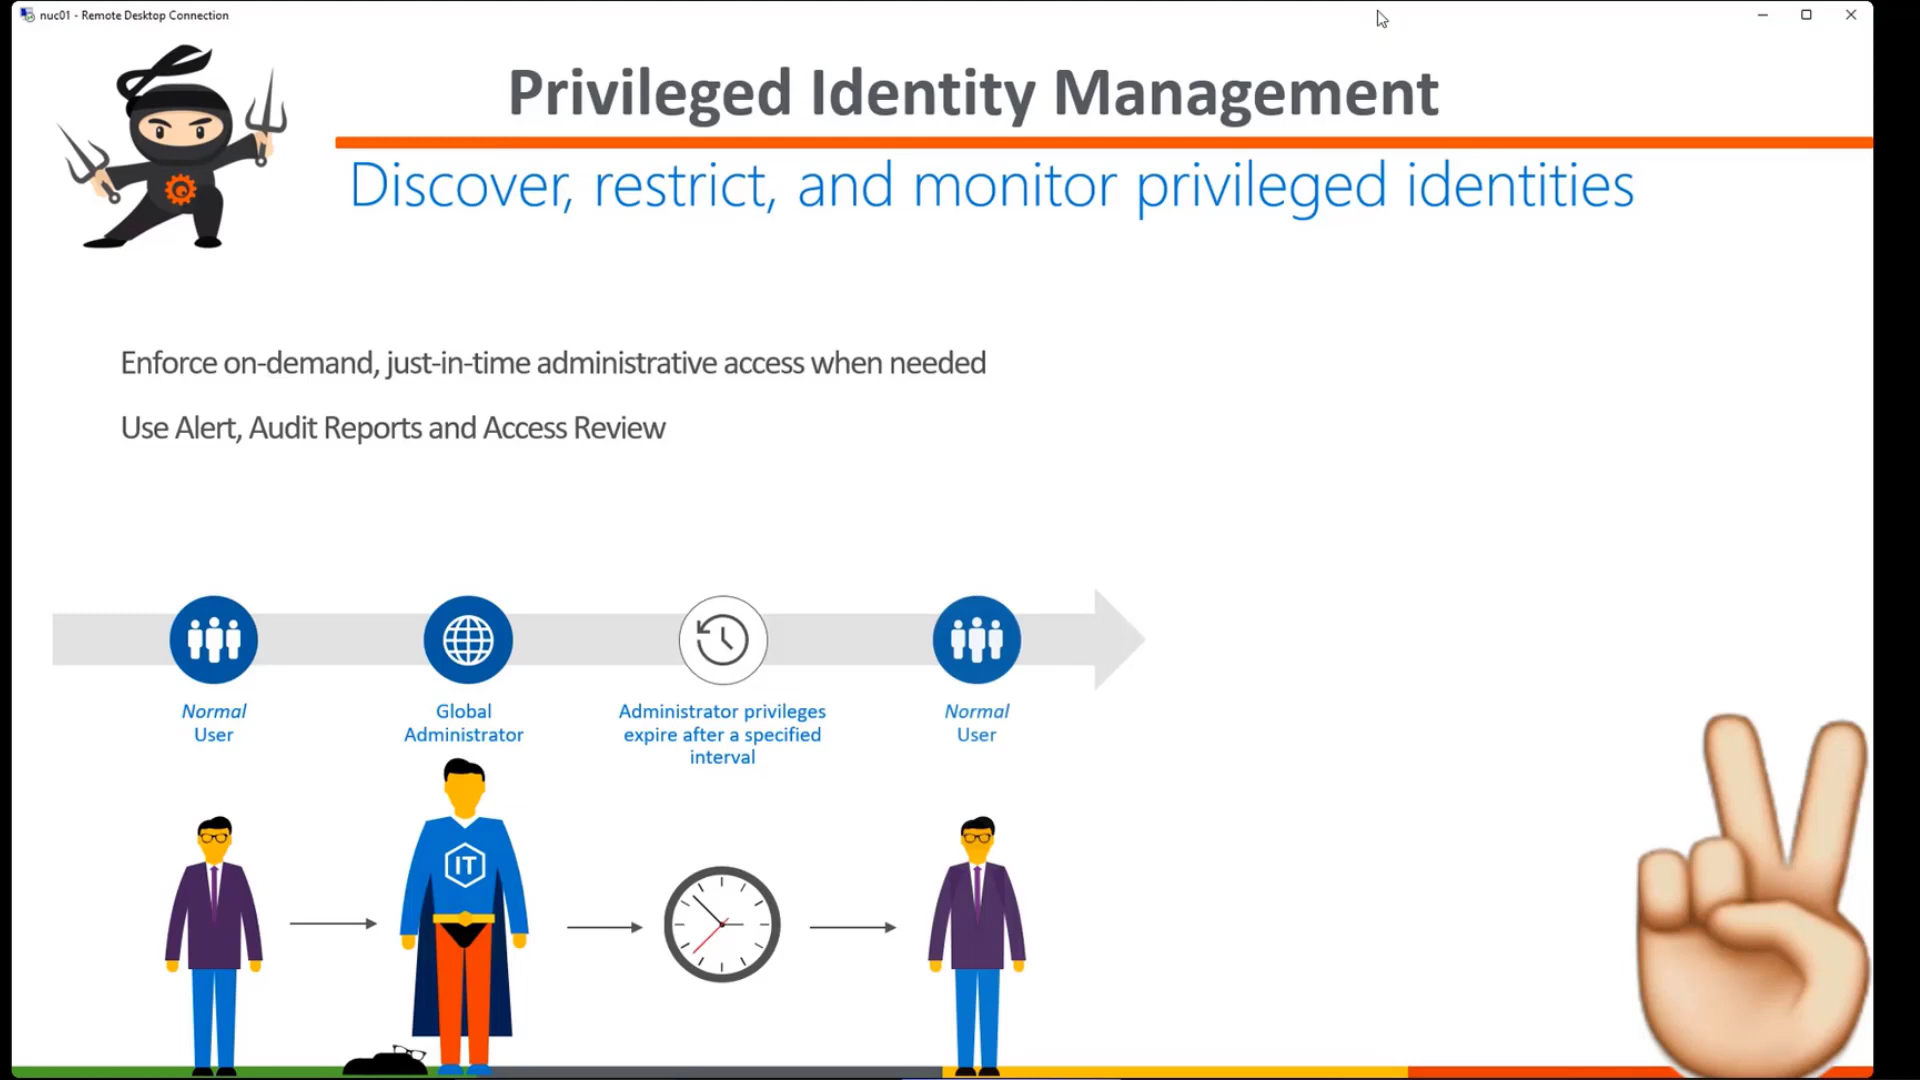 nuc01 - Remote Desktop Connection
Privileged Identity Management
Discover, restrict, and monitor privileged identities
Enforce on-demand, just-in-time administrative access when needed
Use Alert, Audit Reports and Access Review
Normal
User
Global
Administrator
Administrator privileges
expire after a specified
interval
Normal
User
IT